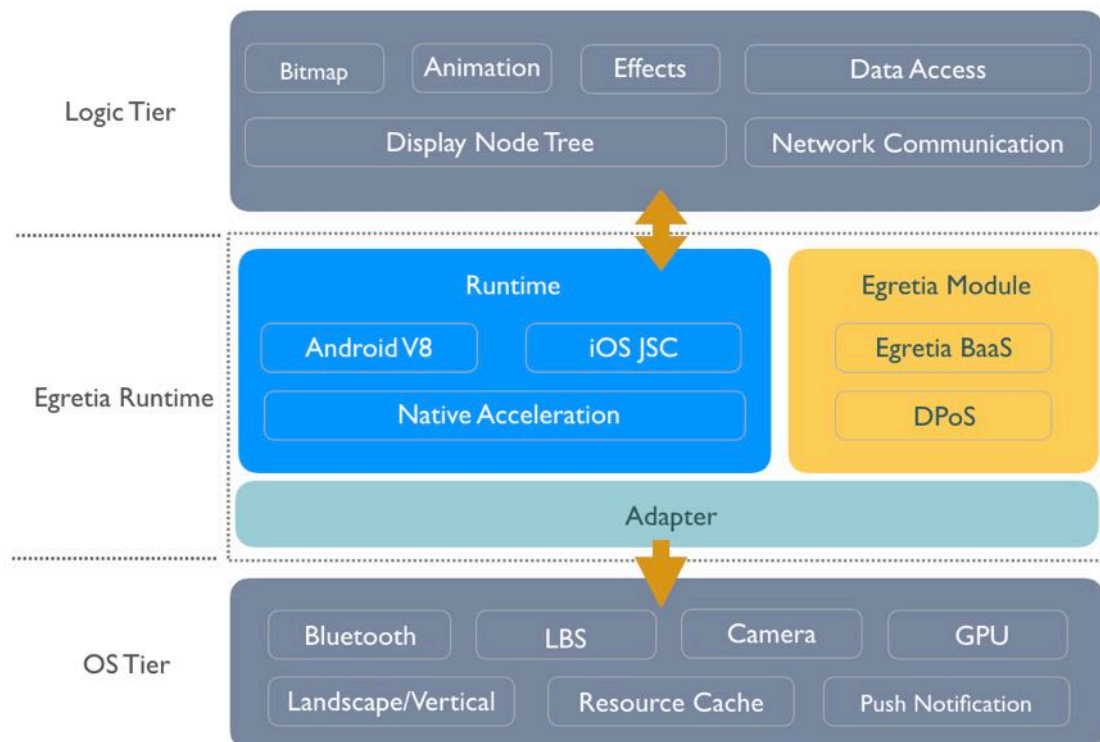 Logic Tier
Bitmap
Animation
Effects
Data Access
Display Node Tree
Network Communication
Egretia Runtime
Runtime
Android V8
iOS JSC
Native Acceleration
Egretia Module
Egretia BaaS
DPoS
Adapter
OS Tier
Bluetooth
LBS
Camera
GPU
Landscape/Vertical
Resource Cache
Push Notification